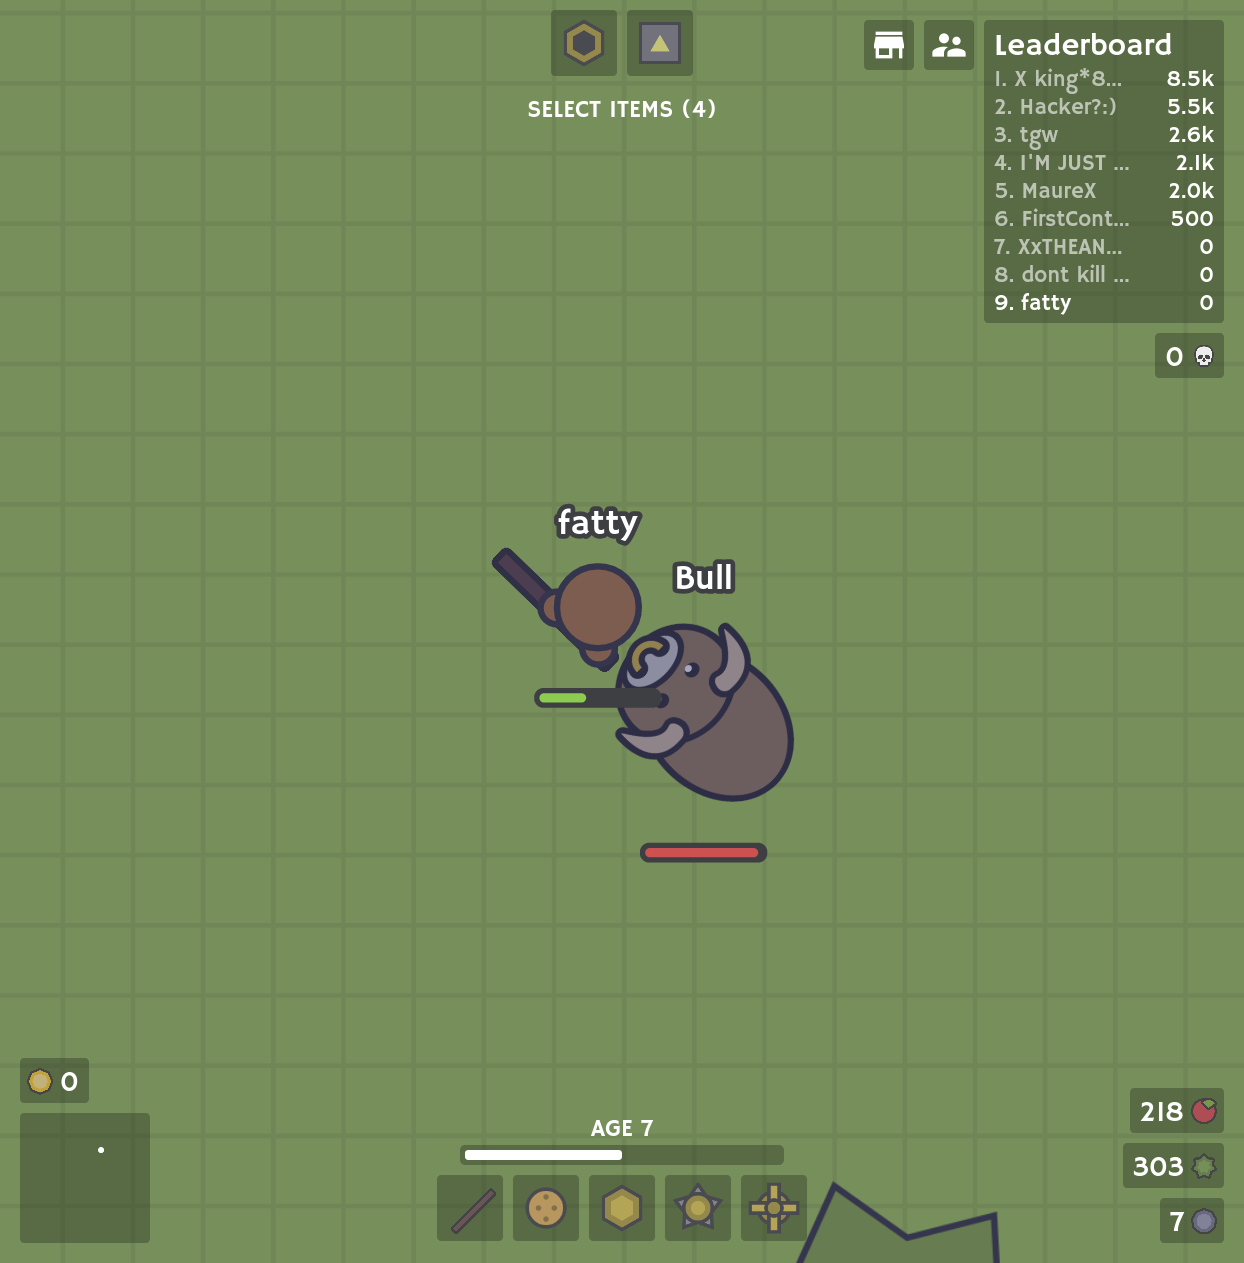 SELECT ITEMS (4)
Leaderboard
1. X king*8... 8.5k
2. Hacker?:) 5.5k
3. tgw 2.6k
4. I'M JUST ... 2.1k
5. MaureX 2.0k
6. FirstCont... 500
7. XxTHEAN... 0
8. dont kill ... 0
9. fatty 0
0
fatty
Bull
0
AGE 7
218
303
7